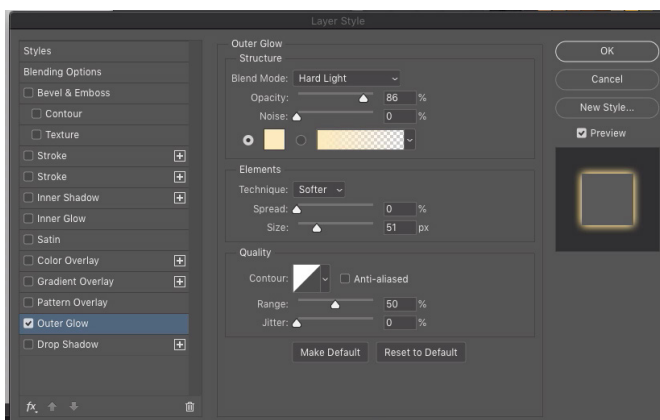 Layer Style
Styles
Blending Options
Bevel & Emboss
Contour
Texture
Stroke
Stroke
Inner Shadow
Inner Glow
Satin
Color Overlay
Gradient Overlay
Pattern Overlay
Outer Glow
Drop Shadow
fx
Outer Glow
Structure
Blend Mode: Hard Light
Opacity: 86 %
Noise: 0 %
Elements
Technique: Softer
Spread: 0 %
Size: 51 px
Quality
Contour: Anti-aliased
Range: 50 %
Jitter: 0 %
Make Default Reset to Default
OK
Cancel
New Style...
Preview